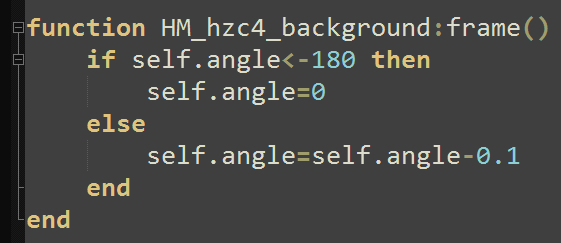 function HM_hzc4_background:frame()
    if self.angle<-180 then
        self.angle=0
    else
        self.angle=self.angle-0.1
    end
end